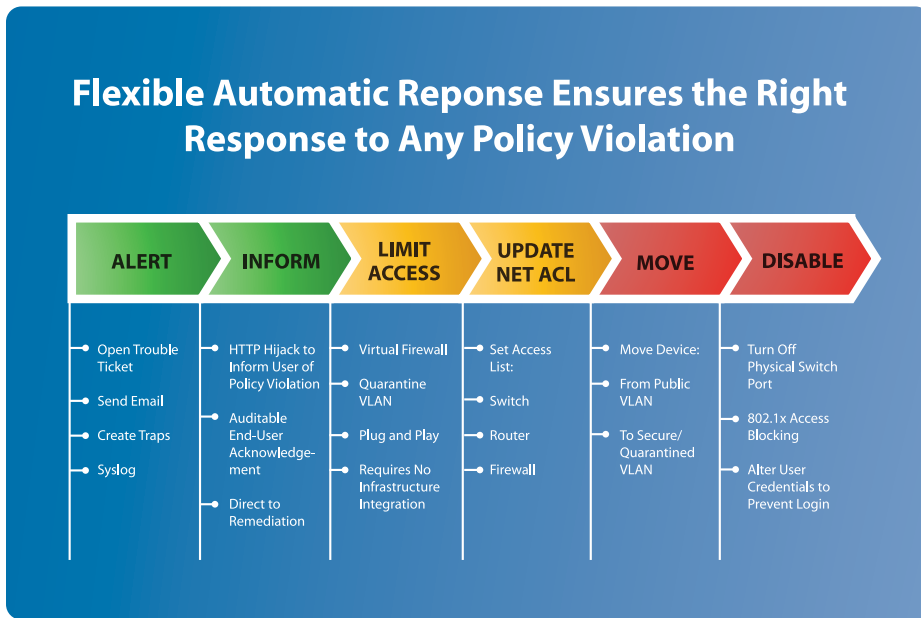 Flexible Automatic Reponse Ensures the Right
Response to Any Policy Violation
ALERT
INFORM
LIMIT
ACCESS
UPDATE
NET ACL
MOVE
DISABLE
Open Trouble
Ticket
Send Email
Create Traps
Syslog
HTTP Hijack to
Inform User of
Policy Violation
Auditable
End-User
Acknowledge-
ment
Direct to
Remediation
Virtual Firewall
Quarantine
VLAN
Plug and Play
Requires No
Infrastructure
Integration
Set Access
List:
Switch
Router
Firewall
Move Device:
From Public
VLAN
To Secure/
Quarantined
VLAN
Turn Off
Physical Switch
Port
802.1x Access
Blocking
Alter User
Credentials to
Prevent Login